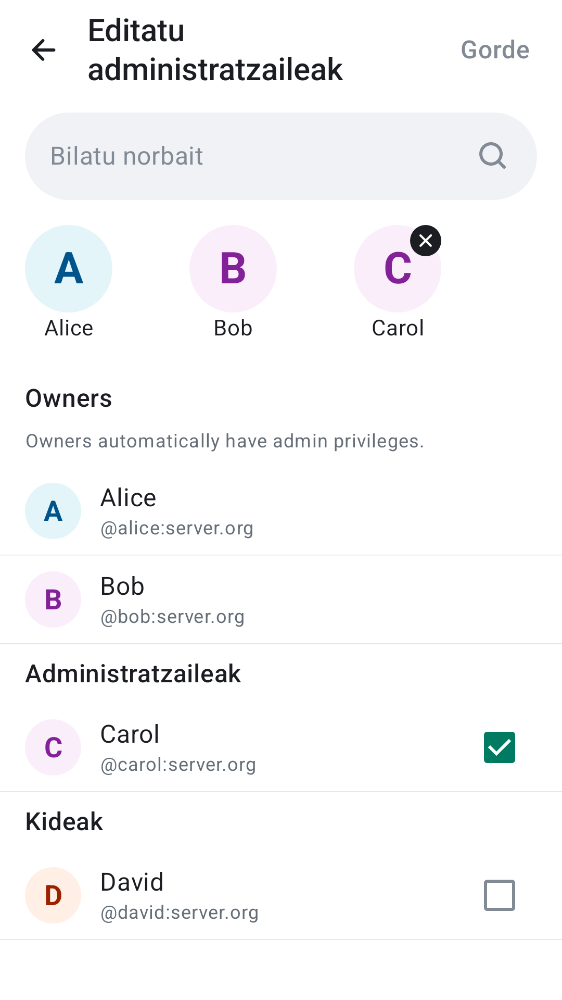 Editatu
administratzaileak
Gorde
Bilatu norbait
A
B
C
Alice
Bob
Carol
Owners
Owners automatically have admin privileges.
A
Alice
@alice:server.org
B
Bob
@bob:server.org
Administratzaileak
C
Carol
@carol:server.org
Kideak
D
David
@david:server.org